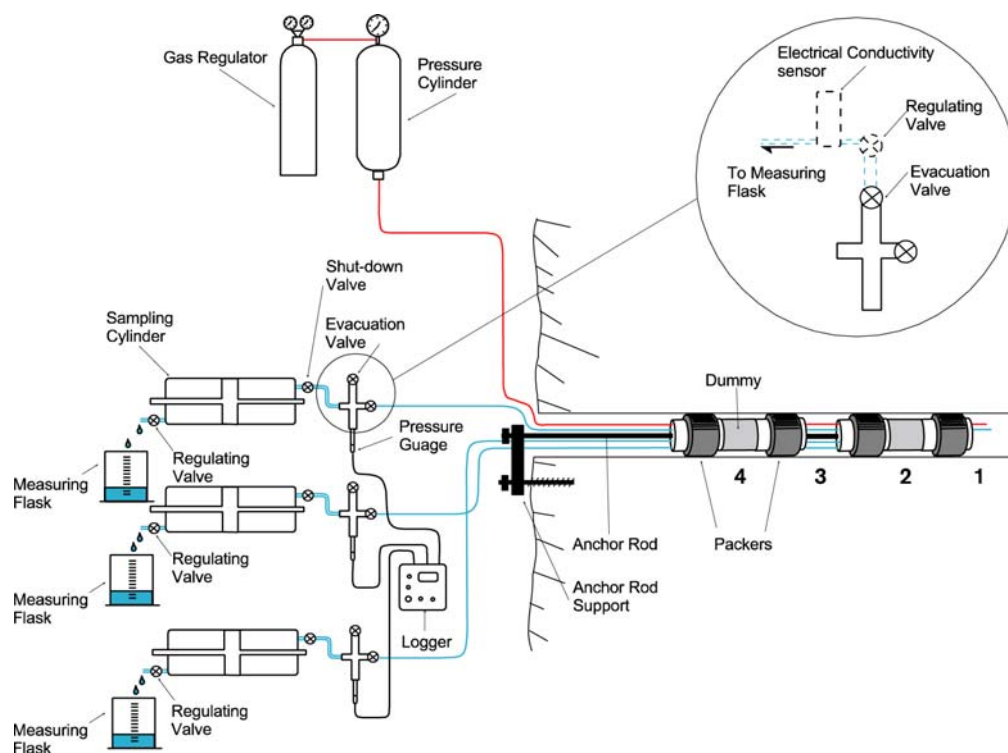 Gas Regulator
Pressure
Cylinder
Electrical Conductivity
sensor
Regulating
Valve
To Measuring
Flask
Evacuation
Valve
Shut-down
Valve
Sampling
Cylinder
Evacuation
Valve
Dummy
Pressure
Guage
Regulating
Valve
Measuring
Flask
4
3
2
1
Anchor Rod
Packers
Regulating
Valve
Measuring
Flask
Anchor Rod
Support
Logger
Regulating
Valve
Measuring
Flask